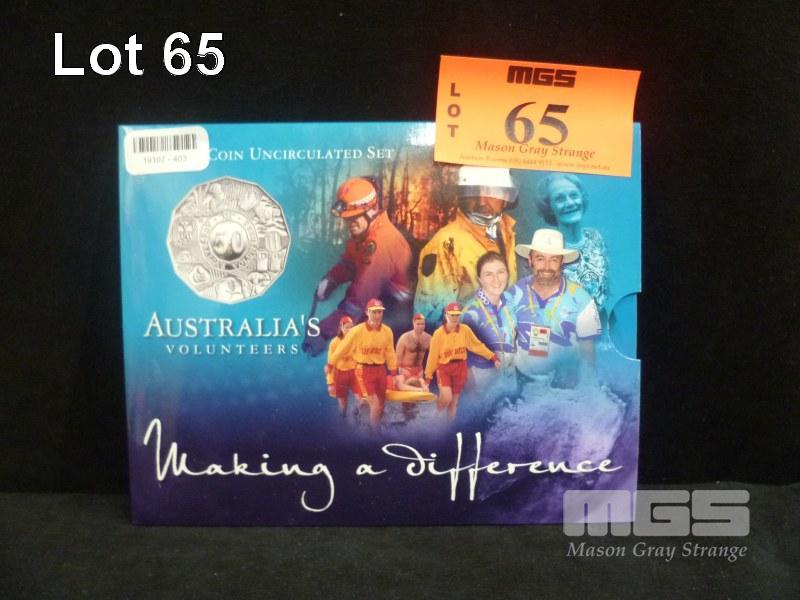 Lot 65
MGS
LOT
65
Mason Gray Strange
19107 - 403
COIN UNCIRCULATED SET
50
AUSTRALIA'S
VOLUNTEERS
Making a difference
MGS
Mason Gray Strange